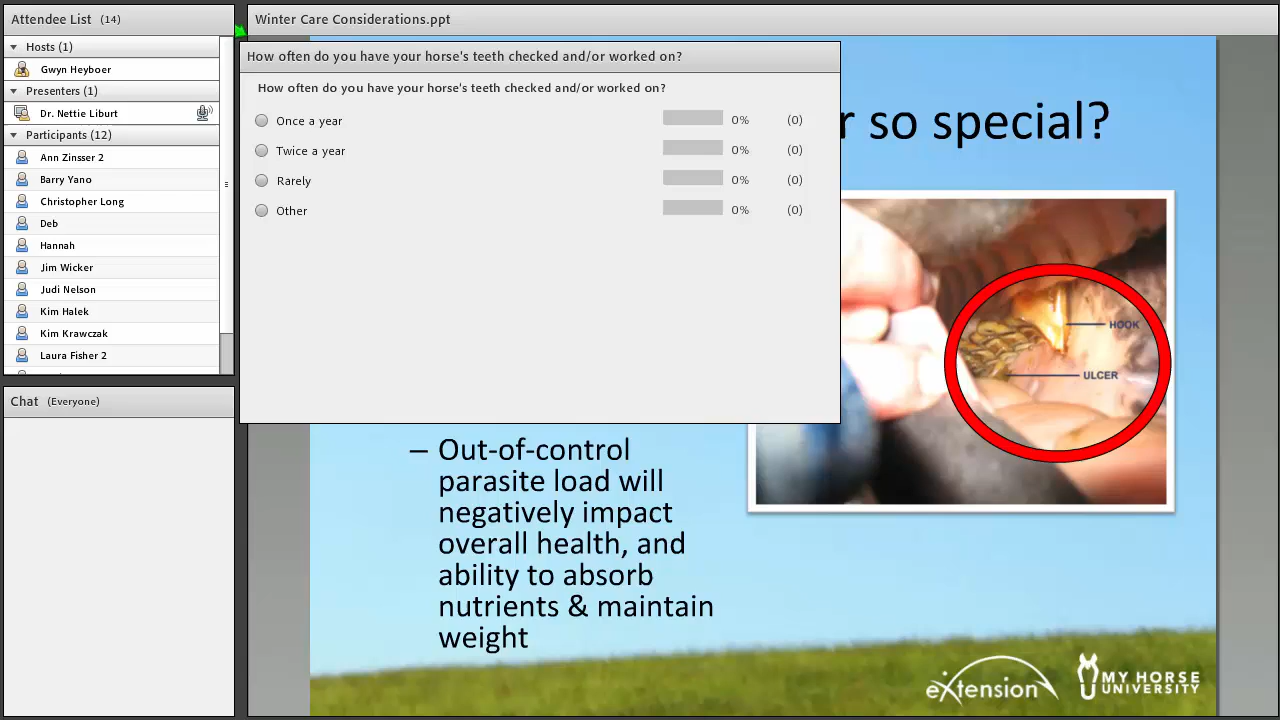 Attendee List (14)
Hosts (1)
Gwyn Heyboer
Presenters (1)
Dr. Nettie Liburt
Participants (12)
Ann Zinsser 2
Barry Yano
Christopher Long
Deb
Hannah
Jim Wicker
Judi Nelson
Kim Halek
Kim Krawczak
Laura Fisher 2
Chat (Everyone)
Winter Care Considerations.ppt
How often do you have your horse's teeth checked and/or worked on?
How often do you have your horse's teeth checked and/or worked on?
Once a year 0% (0)
Twice a year 0% (0)
Rarely 0% (0)
Other 0% (0)
r so special?
HOOK
ULCER
– Out-of-control
parasite load will
negatively impact
overall health, and
ability to absorb
nutrients & maintain
weight
eXtension
MY HORSE
UNIVERSITY